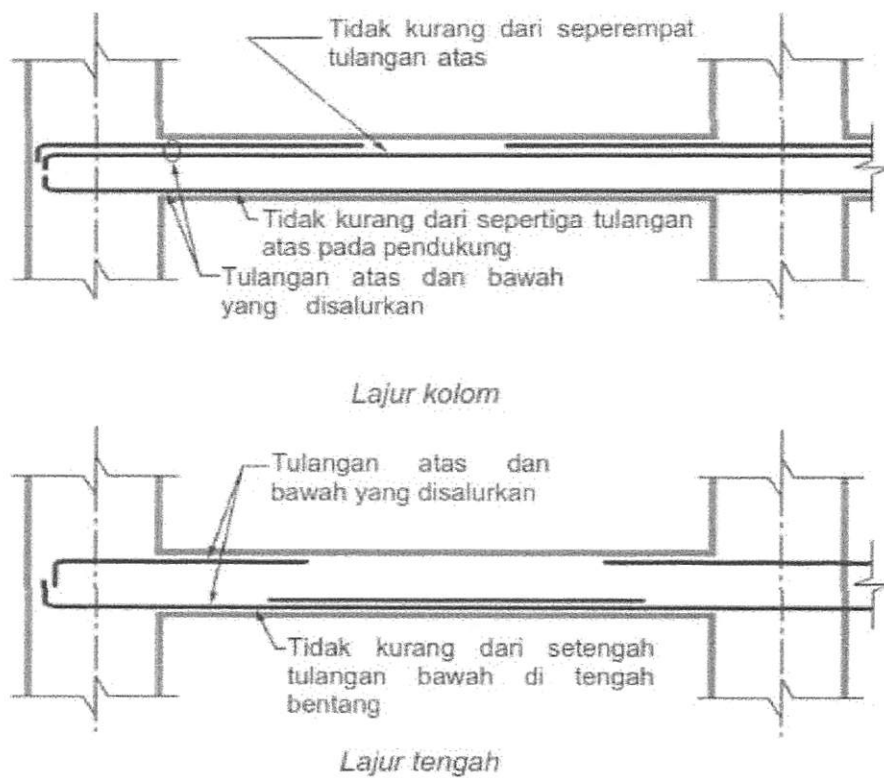 Tidak kurang dari seperempat
tulangan atas
Tidak kurang dari sepertiga tulangan
atas pada pendukung
Tulangan atas dan bawah
yang disalurkan
Lajur kolom
Tulangan atas dan
bawah yang disalurkan
Tidak kurang dari setengah
tulangan bawah di tengah
bentang
Lajur tengah